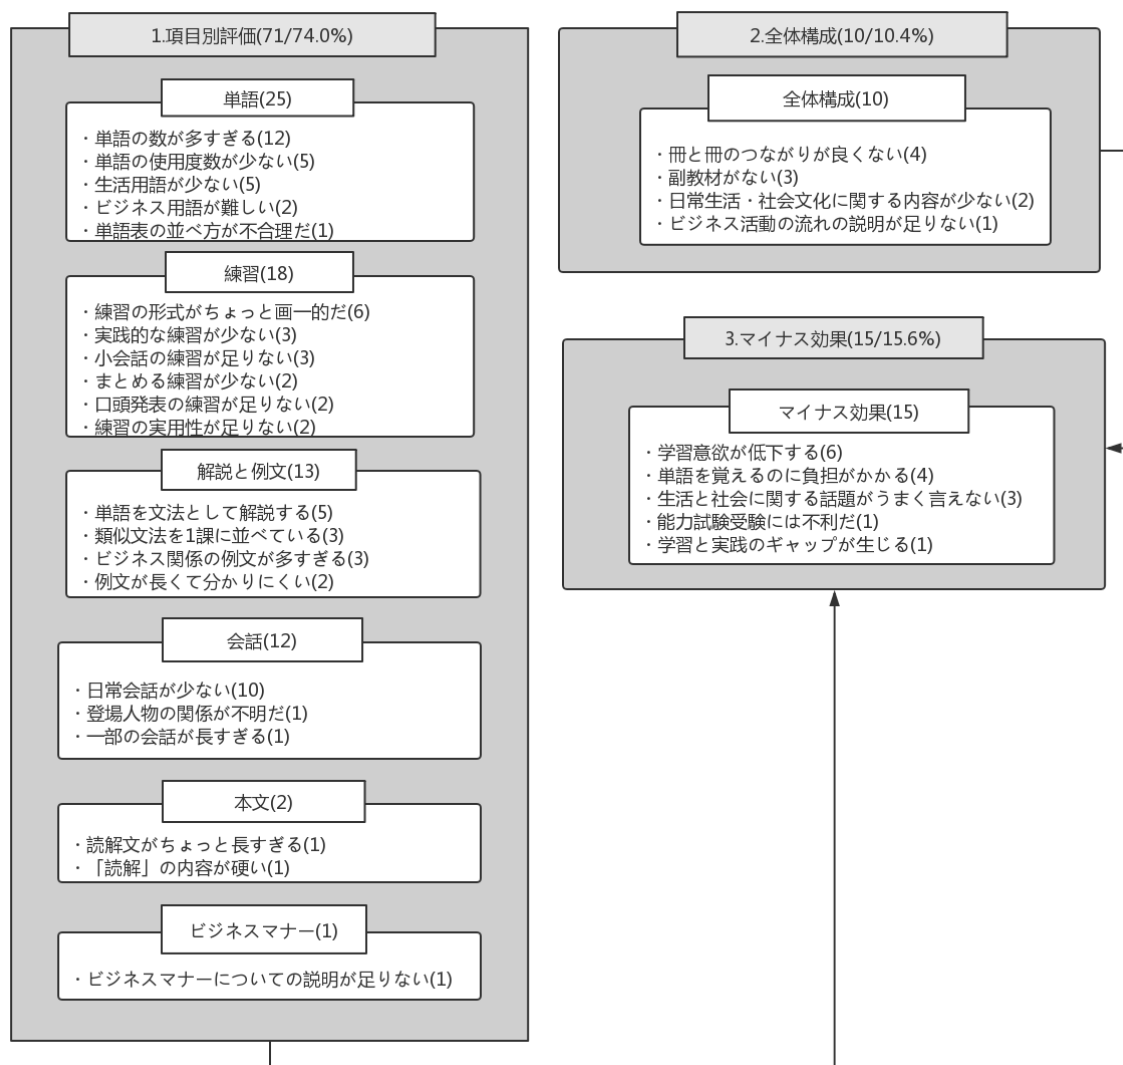 1.項目別評価(71/74.0%)
単語(25)
・単語の数が多すぎる(12)
・単語の使用度数が少ない(5)
・生活用語が少ない(5)
・ビジネス用語が難しい(2)
・単語表の並べ方が不合理だ(1)
練習(18)
・練習の形式がちょっと画一的だ(6)
・実践的な練習が少ない(3)
・小会話の練習が足りない(3)
・まとめる練習が少ない(2)
・口頭発表の練習が足りない(2)
・練習の実用性が足りない(2)
解説と例文(13)
・単語を文法として解説する(5)
・類似文法を1課に並べている(3)
・ビジネス関係の例文が多すぎる(3)
・例文が長くて分かりにくい(2)
会話(12)
・日常会話が少ない(10)
・登場人物の関係が不明だ(1)
・一部の会話が長すぎる(1)
本文(2)
・読解文がちょっと長すぎる(1)
・「読解」の内容が硬い(1)
ビジネスマナー(1)
・ビジネスマナーについての説明が足りない(1)
2.全体構成(10/10.4%)
全体構成(10)
・冊と冊のつながりが良くない(4)
・副教材がない(3)
・日常生活・社会文化に関する内容が少ない(2)
・ビジネス活動の流れの説明が足りない(1)
3.マイナス効果(15/15.6%)
マイナス効果(15)
・学習意欲が低下する(6)
・単語を覚えるのに負担がかかる(4)
・生活と社会に関する話題がうまく言えない(3)
・能力試験受験には不利だ(1)
・学習と実践のギャップが生じる(1)